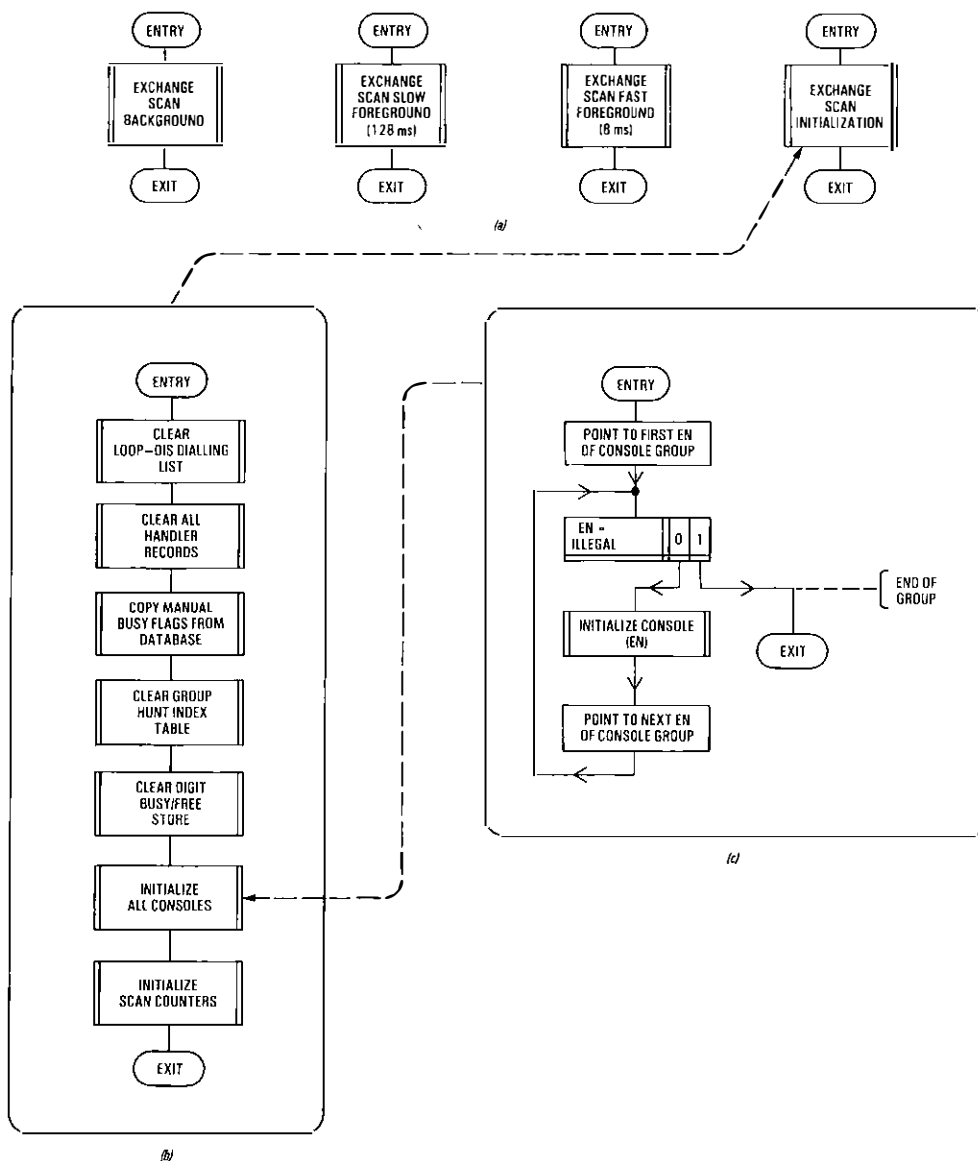 ENTRY
EXCHANGE
SCAN
BACKGROUND
EXIT
ENTRY
EXCHANGE
SCAN SLOW
FOREGROUND
(128 ms)
EXIT
ENTRY
EXCHANGE
SCAN FAST
FOREGROUND
(8 ms)
EXIT
ENTRY
EXCHANGE
SCAN
INITIALIZATION
EXIT
(a)
ENTRY
CLEAR
LOOP-DIS DIALLING
LIST
CLEAR ALL
HANDLER
RECORDS
COPY MANUAL
BUSY FLAGS FROM
DATABASE
CLEAR GROUP
HUNT INDEX
TABLE
CLEAR DIGIT
BUSY/FREE
STORE
INITIALIZE
ALL CONSOLES
INITIALIZE
SCAN COUNTERS
EXIT
(b)
ENTRY
POINT TO FIRST EN
OF CONSOLE GROUP
EN =
ILLEGAL
0 1
INITIALIZE CONSOLE
(EN)
POINT TO NEXT EN
OF CONSOLE GROUP
END OF
GROUP
EXIT
(c)